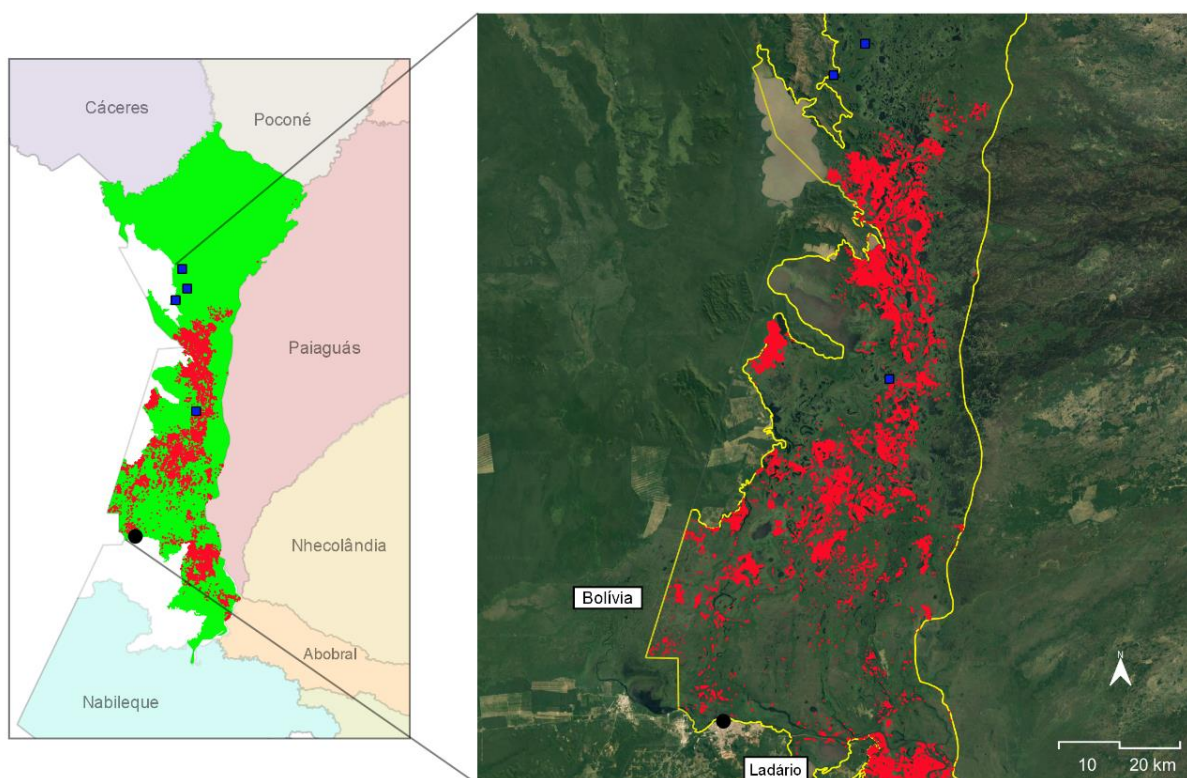 Cáceres
Poconé
Paiaguás
Nhecolândia
Abobral
Nabileque
Bolívia
Ladário
N
10 20 km